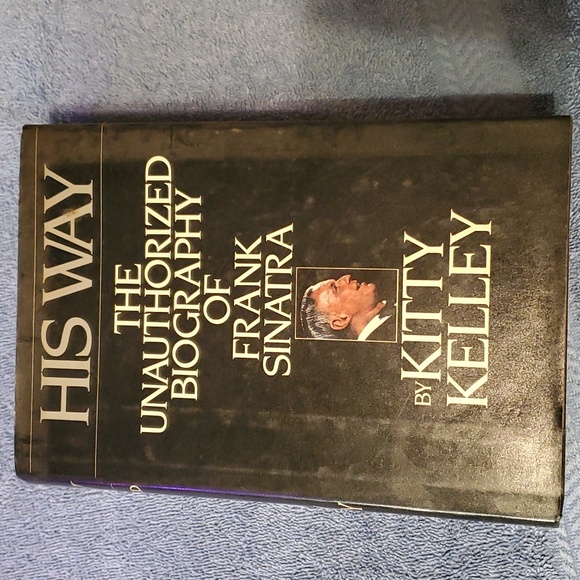 HIS WAY
THE
UNAUTHORIZED
BIOGRAPHY
OF
FRANK
SINATRA
BY KITTY
KELLEY